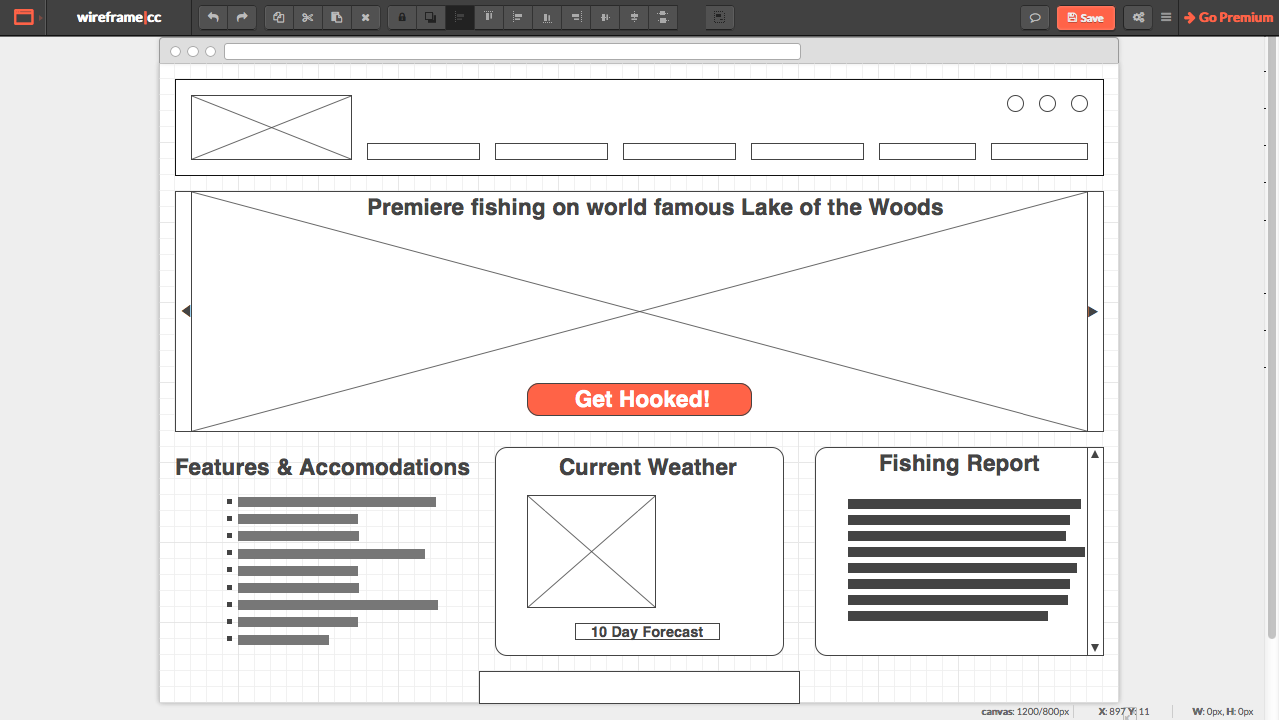 wireframe|cc
Save
Go Premium
Premiere fishing on world famous Lake of the Woods
Get Hooked!
Features & Accomodations
Current Weather
Fishing Report
10 Day Forecast
canvas: 1200/800px
X: 897 Y: 11
W: 0px, H: 0px